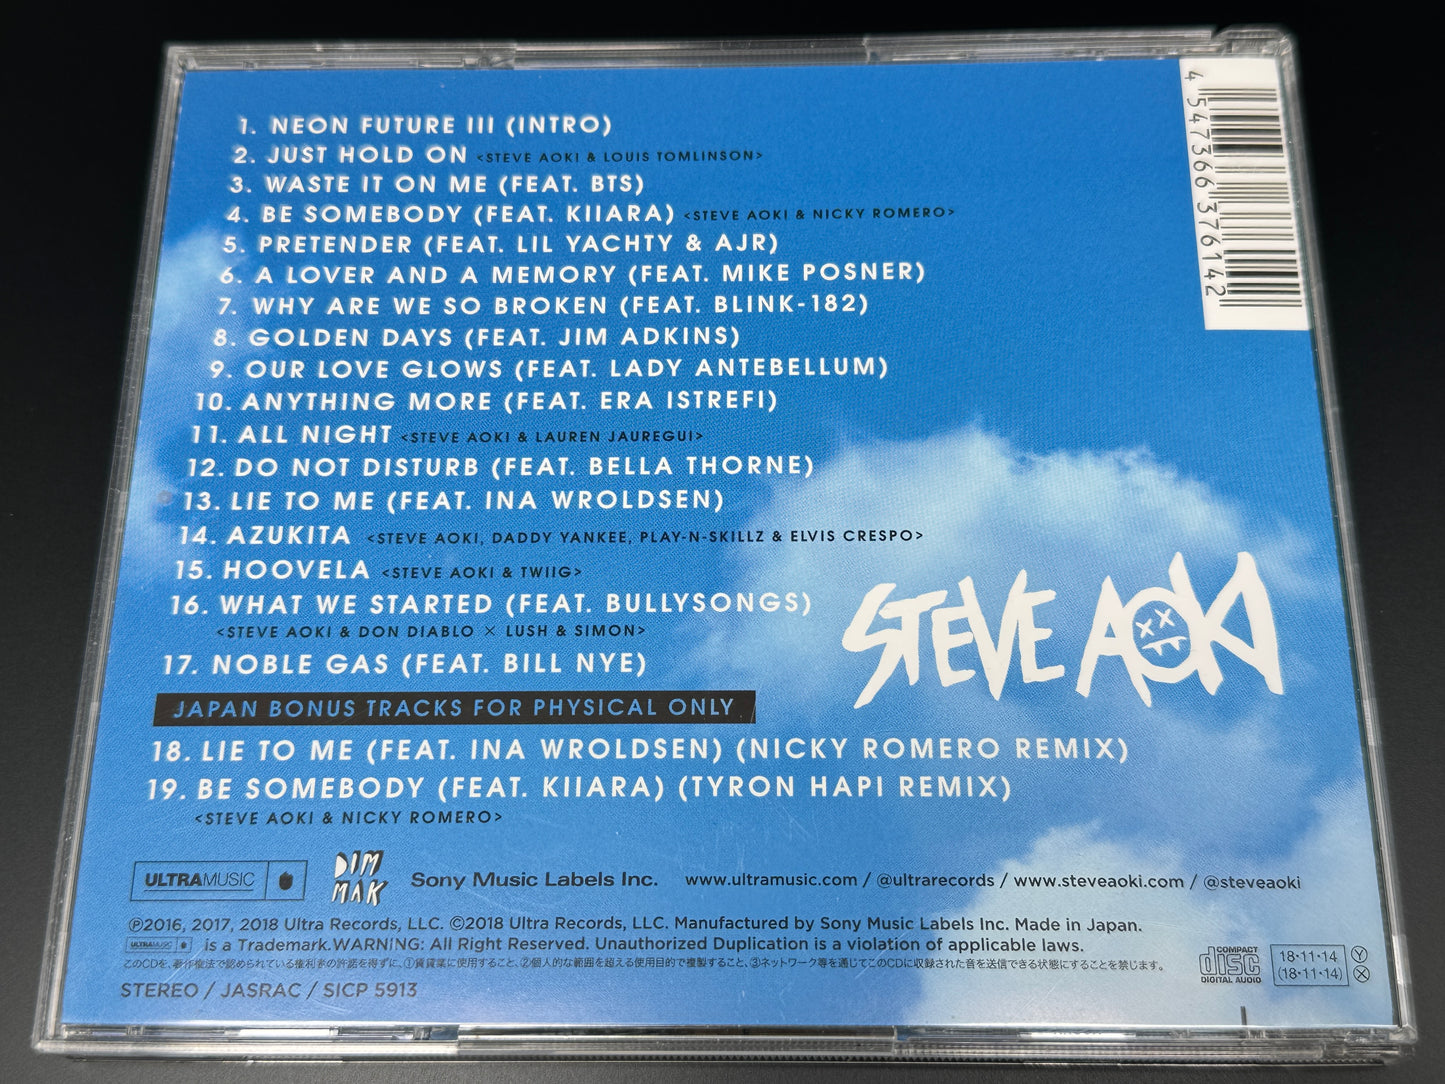 1. NEON FUTURE III (INTRO)
2. JUST HOLD ON <STEVE AOKI & LOUIS TOMLINSON>
3. WASTE IT ON ME (FEAT. BTS)
4. BE SOMEBODY (FEAT. KIIARA) <STEVE AOKI & NICKY ROMERO>
5. PRETENDER (FEAT. LIL YACHTY & AJR)
6. A LOVER AND A MEMORY (FEAT. MIKE POSNER)
7. WHY ARE WE SO BROKEN (FEAT. BLINK-182)
8. GOLDEN DAYS (FEAT. JIM ADKINS)
9. OUR LOVE GLOWS (FEAT. LADY ANTEBELLUM)
10. ANYTHING MORE (FEAT. ERA ISTREFI)
11. ALL NIGHT <STEVE AOKI & LAUREN JAUREGUI>
12. DO NOT DISTURB (FEAT. BELLA THORNE)
13. LIE TO ME (FEAT. INA WROLDSEN)
14. AZUKITA <STEVE AOKI, DADDY YANKEE, PLAY-N-SKILLZ & ELVIS CRESPO>
15. HOOVELA <STEVE AOKI & TWIIG>
16. WHAT WE STARTED (FEAT. BULLYSONGS)
<STEVE AOKI & DON DIABLO × LUSH & SIMON>
17. NOBLE GAS (FEAT. BILL NYE)
JAPAN BONUS TRACKS FOR PHYSICAL ONLY
18. LIE TO ME (FEAT. INA WROLDSEN) (NICKY ROMERO REMIX)
19. BE SOMEBODY (FEAT. KIIARA) (TYRON HAPI REMIX)
<STEVE AOKI & NICKY ROMERO>
4 547366 376142
STEVE AOKI
ULTRAMUSIC
DIM MAK
Sony Music Labels Inc. www.ultramusic.com / @ultrarecords / www.steveaoki.com / @steveaoki
℗2016, 2017, 2018 Ultra Records, LLC. ©2018 Ultra Records, LLC. Manufactured by Sony Music Labels Inc. Made in Japan.
ULTRAMUSIC is a Trademark.WARNING: All Right Reserved. Unauthorized Duplication is a violation of applicable laws.
このCDを、著作権法で認められている権利者の許諾を得ずに、①賃貸業に使用すること、②個人的な範囲を超える使用目的で複製すること、③ネットワーク等を通じてこのCDに収録された音を送信できる状態にすることを禁じます。
STEREO / JASRAC / SICP 5913
COMPACT
disc
DIGITAL AUDIO
18・11・14 Ⓨ
(18・11・14) Ⓧ